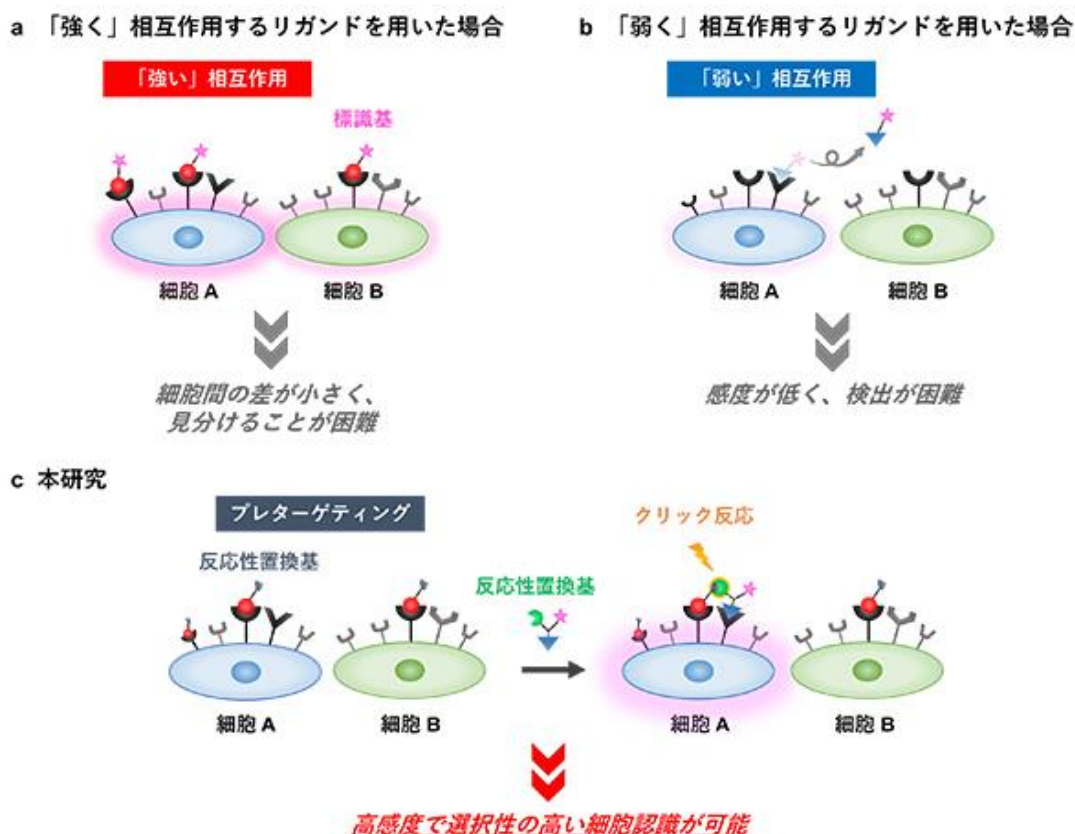 a 「強く」相互作用するリガンドを用いた場合
「強い」相互作用
標識基
細胞 A
細胞 B
細胞間の差が小さく、
見分けることが困難
b 「弱く」相互作用するリガンドを用いた場合
「弱い」相互作用
細胞 A
細胞 B
感度が低く、検出が困難
c 本研究
プレターゲティング
反応性置換基
細胞 A
細胞 B
反応性置換基
クリック反応
細胞 A
細胞 B
高感度で選択性の高い細胞認識が可能